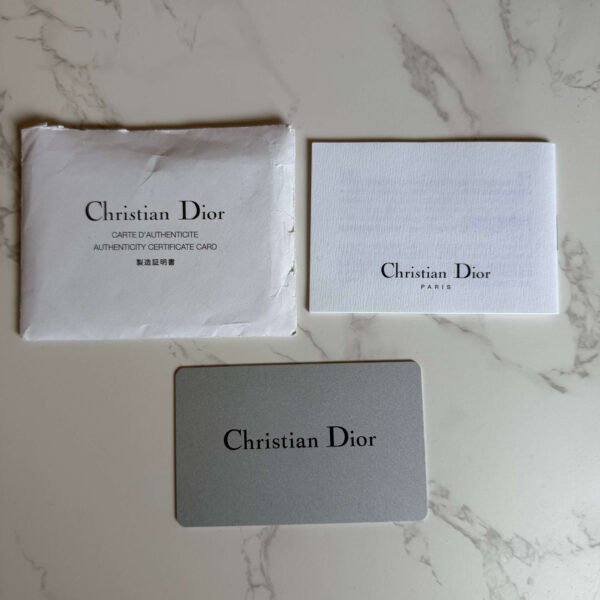 Christian Dior
CARTE D'AUTHENTICITE
AUTHENTICITY CERTIFICATE CARD
製造証明書
Christian Dior
PARIS
Christian Dior